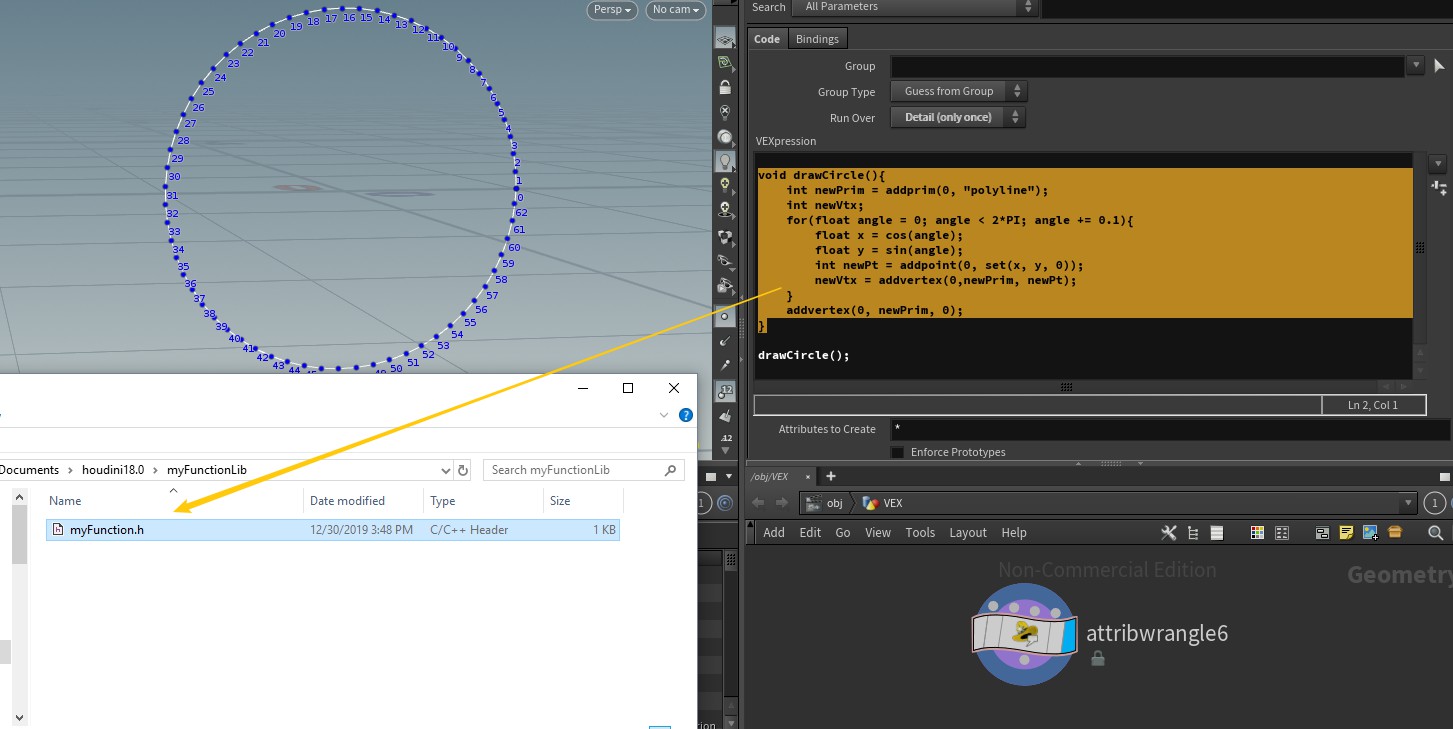 Persp
No cam
17 16 15 14
18 13
19 12
20 11
21 10
22 9
23 8
24 7
25 6
26 5
27 4
28 3
29 2
30 1
31 0
32 62
33 61
34 60
35 59
36 58
37 57
38 56
39 55
40 54
41 53
42 52
43 51
44 50
Search All Parameters
Code Bindings
Group
Group Type Guess from Group
Run Over Detail (only once)
VEXpression
void drawCircle(){
int newPrim = addprim(0, "polyline");
int newVtx;
for(float angle = 0; angle < 2*PI; angle += 0.1){
float x = cos(angle);
float y = sin(angle);
int newPt = addpoint(0, set(x, y, 0));
newVtx = addvertex(0,newPrim, newPt);
}
addvertex(0, newPrim, 0);
}
drawCircle();
Ln 2, Col 1
Attributes to Create *
Enforce Prototypes
12
.12
?
Documents > houdini18.0 > myFunctionLib
Search myFunctionLib
Name Date modified Type Size
myFunction.h 12/30/2019 3:48 PM C/C++ Header 1 KB
/obj/VEX × +
obj VEX
1
1
Add Edit Go View Tools Layout Help
Non-Commercial Edition
Geometry
attribwrangle6